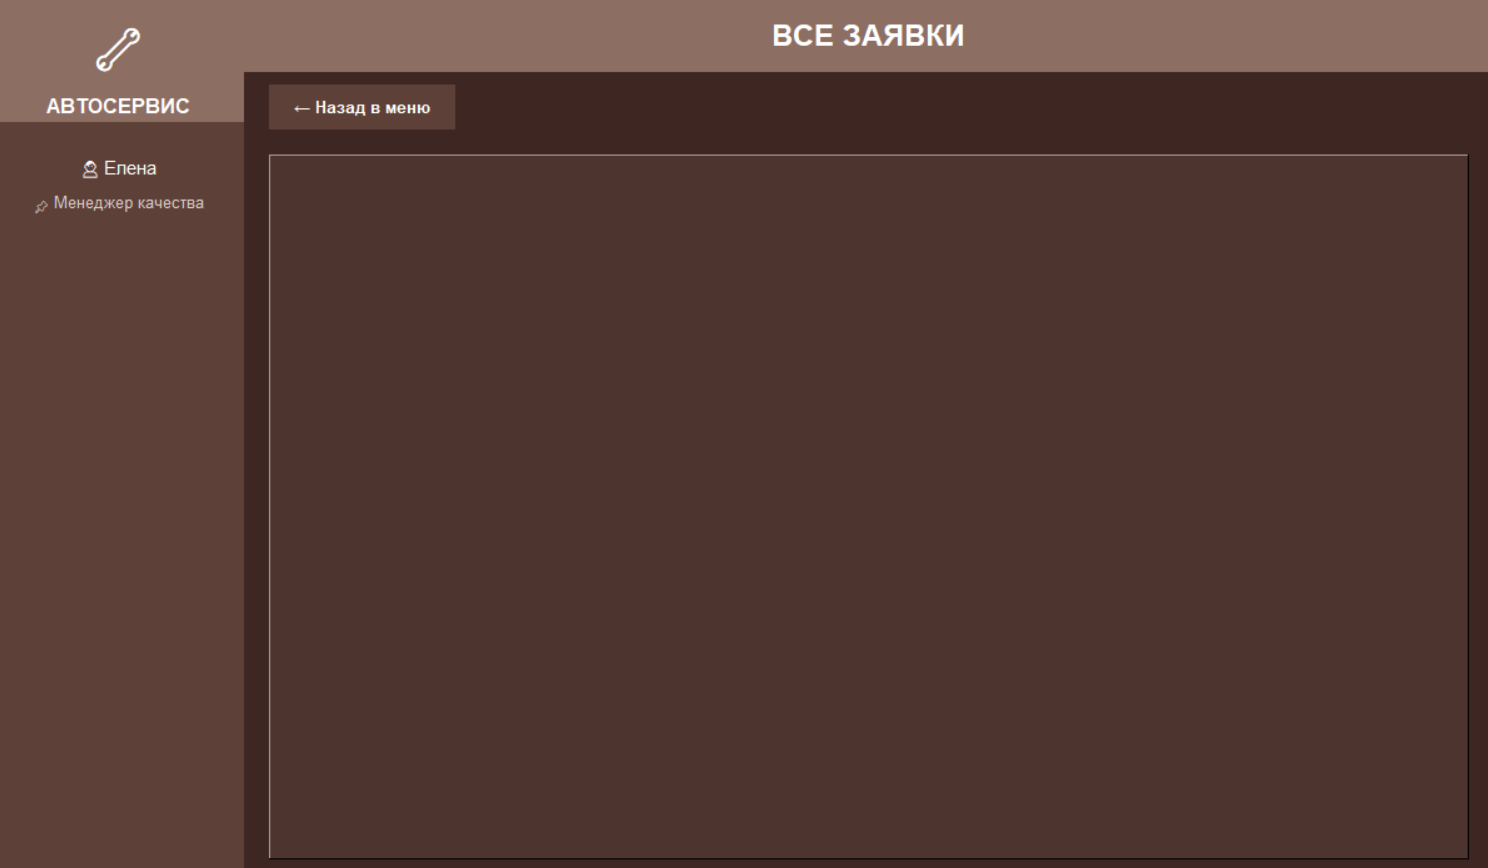 АВТОСЕРВИС
Елена
Менеджер качества
ВСЕ ЗАЯВКИ
← Назад в меню